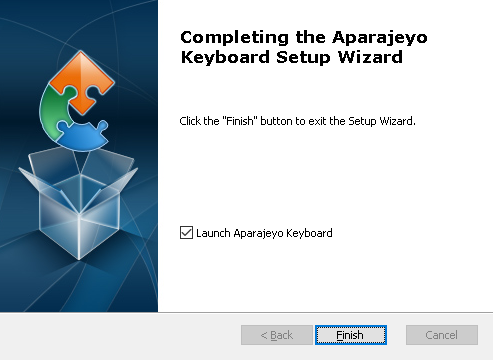 Completing the Aparajeyo
Keyboard Setup Wizard
Click the "Finish" button to exit the Setup Wizard.
Launch Aparajeyo Keyboard
< Back
Finish
Cancel